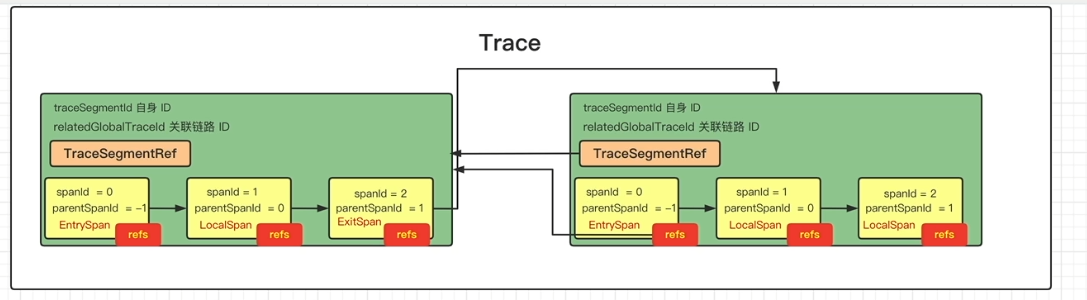 Trace
traceSegmentId 自身 ID
relatedGlobalTraceId 关联链路 ID
TraceSegmentRef
spanId = 0
parentSpanId = -1
EntrySpan
refs
spanId = 1
parentSpanId = 0
LocalSpan
refs
spanId = 2
parentSpanId = 1
ExitSpan
refs
traceSegmentId 自身 ID
relatedGlobalTraceId 关联链路 ID
TraceSegmentRef
spanId = 0
parentSpanId = -1
EntrySpan
refs
spanId = 1
parentSpanId = 0
LocalSpan
refs
spanId = 2
parentSpanId = 1
LocalSpan
refs